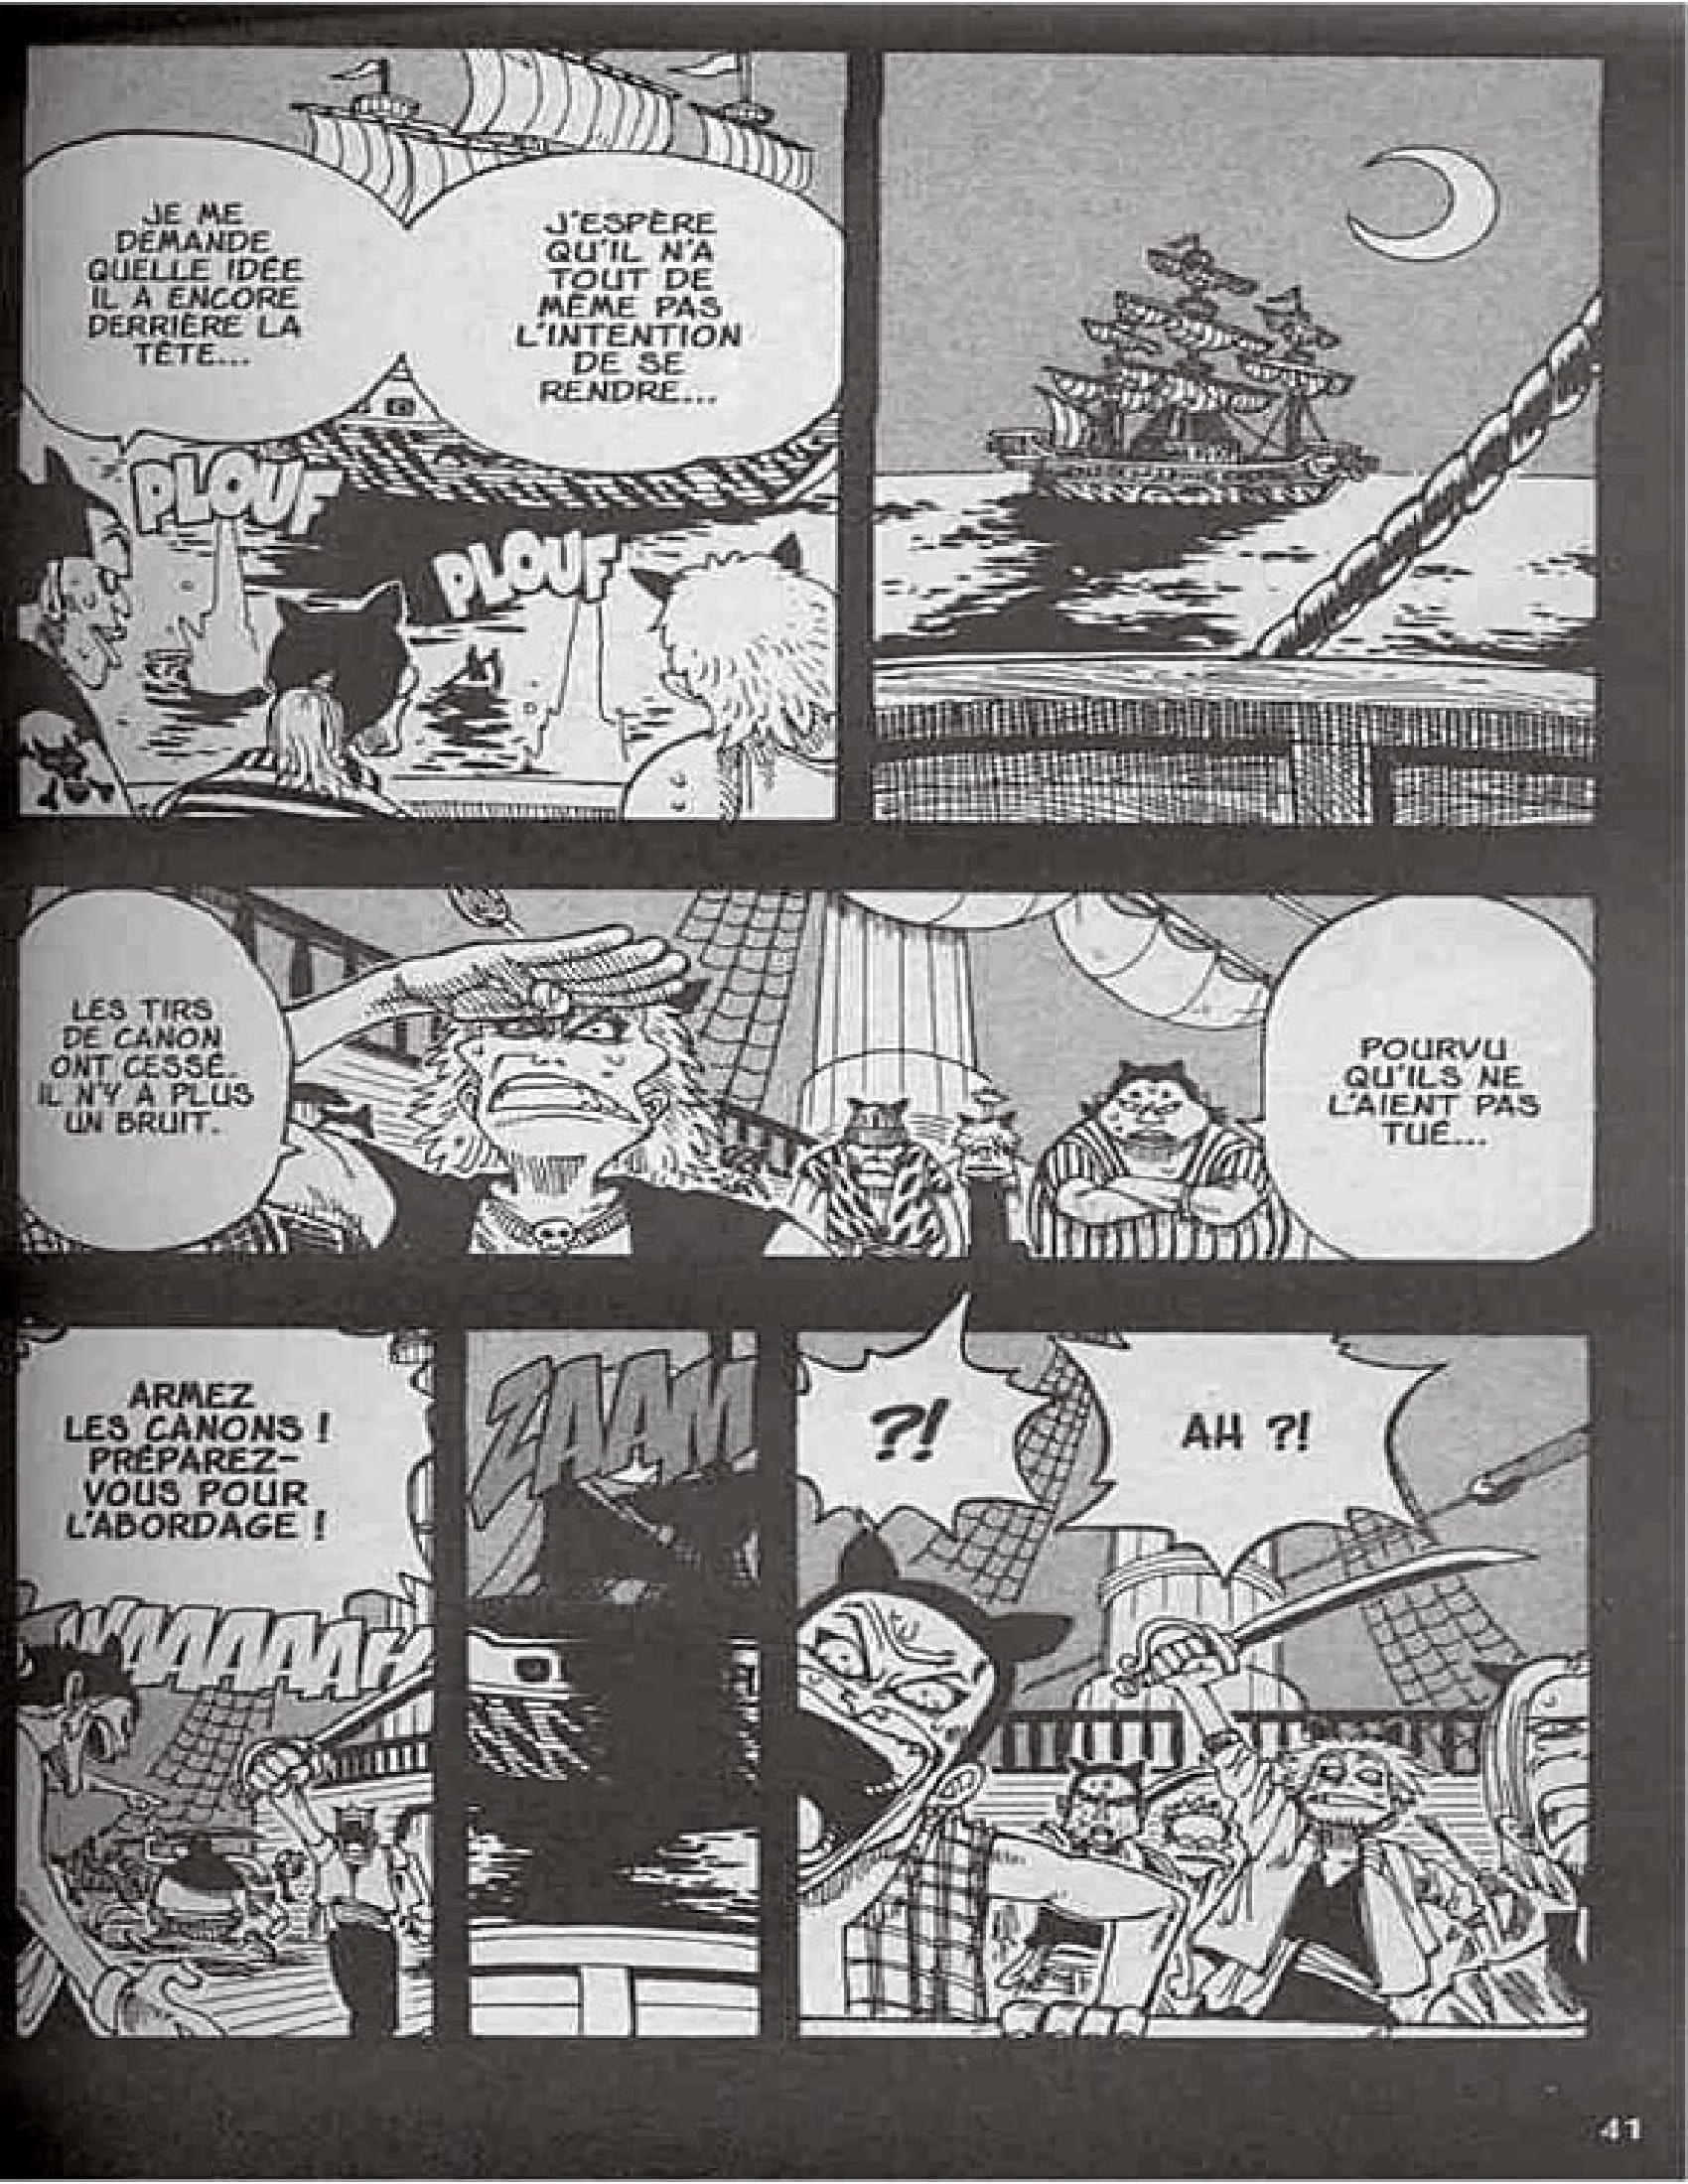 J'ESPÈRE
QU'IL N'A
TOUT DE
MÊME PAS
L'INTENTION
DE SE
RENDRE...
JE ME
DEMANDE
QUELLE IDÉE
IL A ENCORE
DERRIÈRE LA
TÊTE...
PLOUF
PLOUF
POURVU
QU'ILS NE
L'AIENT PAS
TUÉ...
LES TIRS
DE CANON
ONT CESSÉ.
IL N'Y A PLUS
UN BRUIT.
AH ?!
?!
ZAAM
ARMEZ
LES CANONS !
PRÉPAREZ-
VOUS POUR
L'ABORDAGE !
WAAAAAH
41